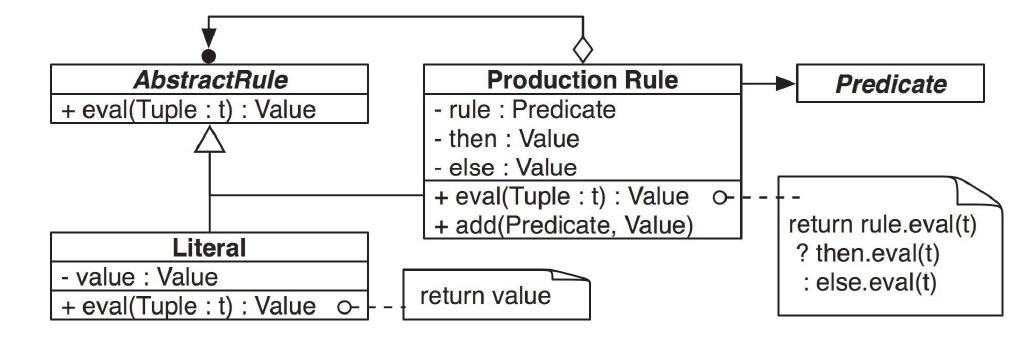 AbstractRule
+ eval(Tuple : t) : Value
Production Rule
- rule : Predicate
- then : Value
- else : Value
+ eval(Tuple : t) : Value
+ add(Predicate, Value)
Predicate
return rule.eval(t)
? then.eval(t)
: else.eval(t)
Literal
- value : Value
+ eval(Tuple : t) : Value
return value